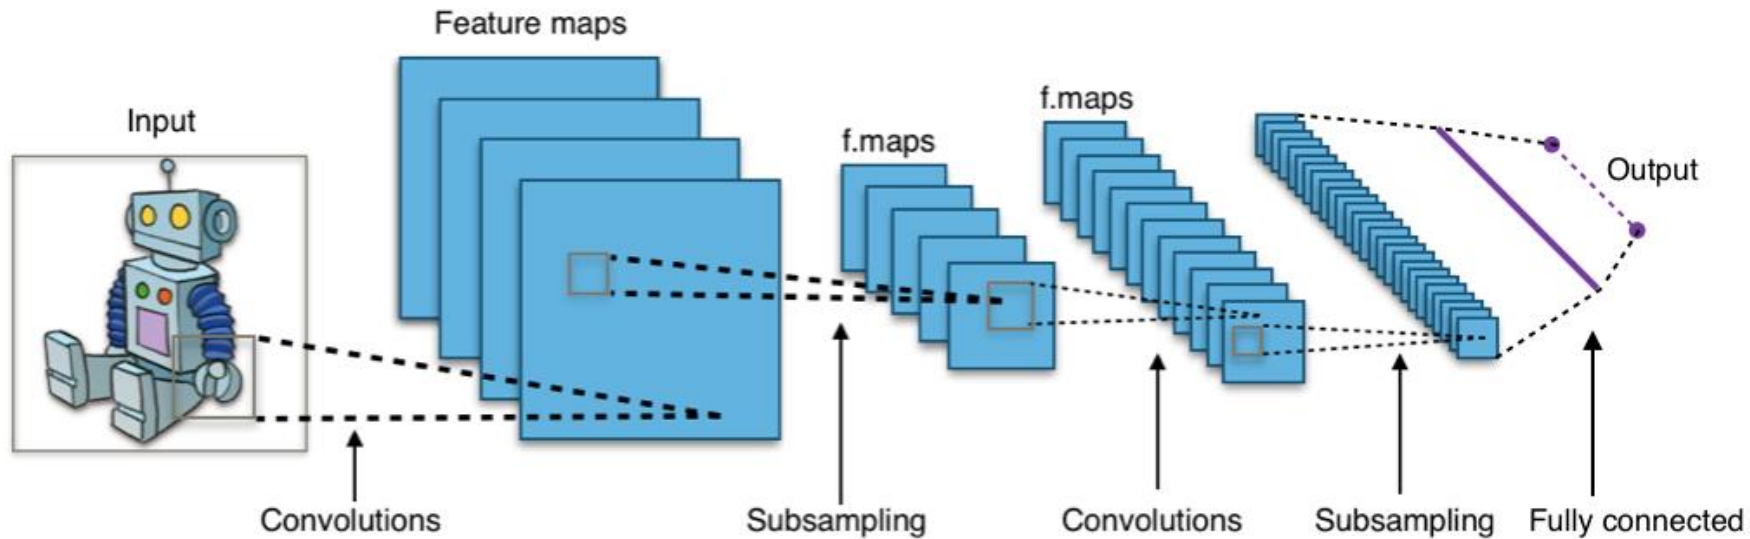 Feature maps
Input
f.maps
f.maps
Output
Convolutions
Subsampling
Convolutions
Subsampling
Fully connected